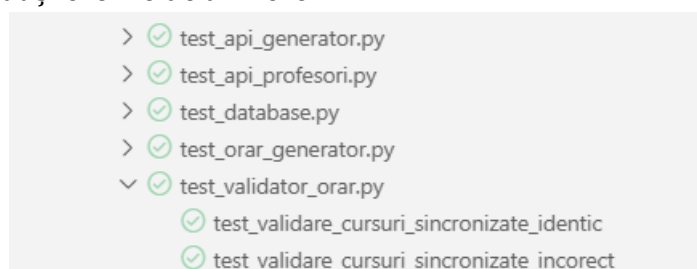 test_api_generator.py
test_api_profesori.py
test_database.py
test_orar_generator.py
test_validator_orar.py
test_validare_cursuri_sincronizate_identic
test_validare_cursuri_sincronizate_incorect